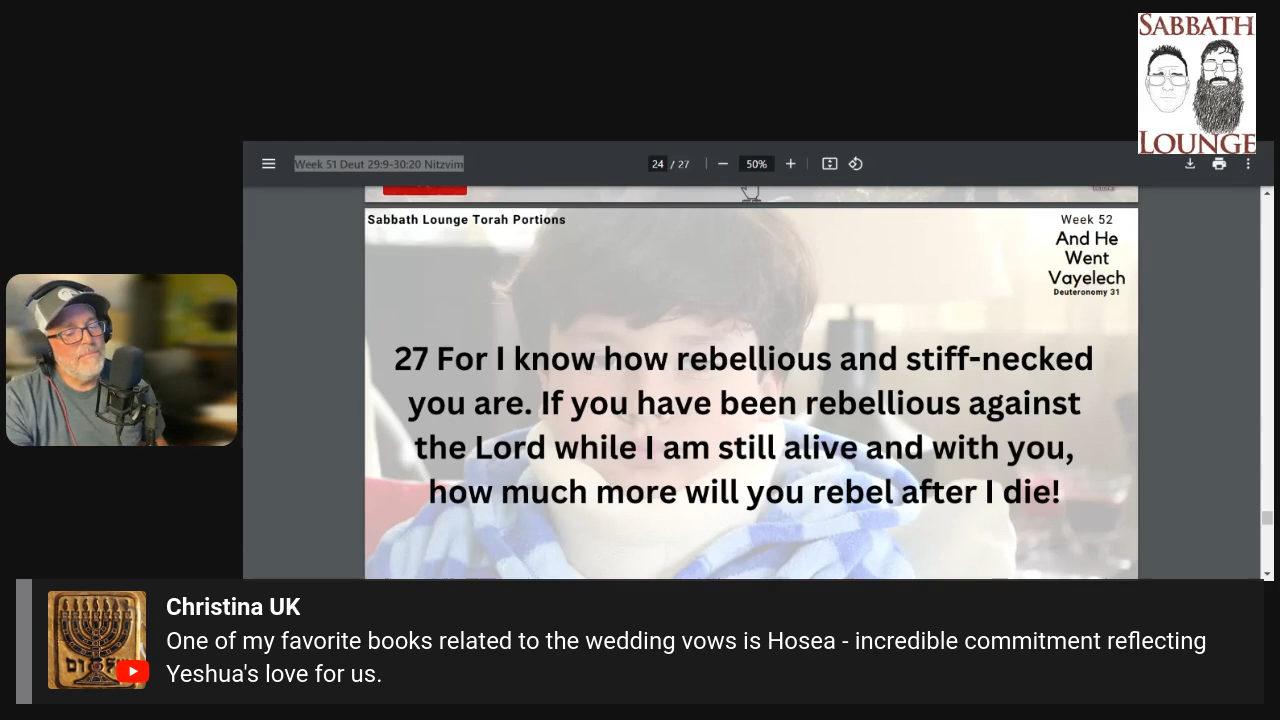 SABBATH
LOUNGE
Week 51 Deut 29:9-30:20 Nitzvim
24 / 27
50%
Sabbath Lounge Torah Portions
Week 52
And He
Went
Vayelech
Deuteronomy 31
27 For I know how rebellious and stiff-necked
you are. If you have been rebellious against
the Lord while I am still alive and with you,
how much more will you rebel after I die!
Christina UK
One of my favorite books related to the wedding vows is Hosea - incredible commitment reflecting
Yeshua's love for us.